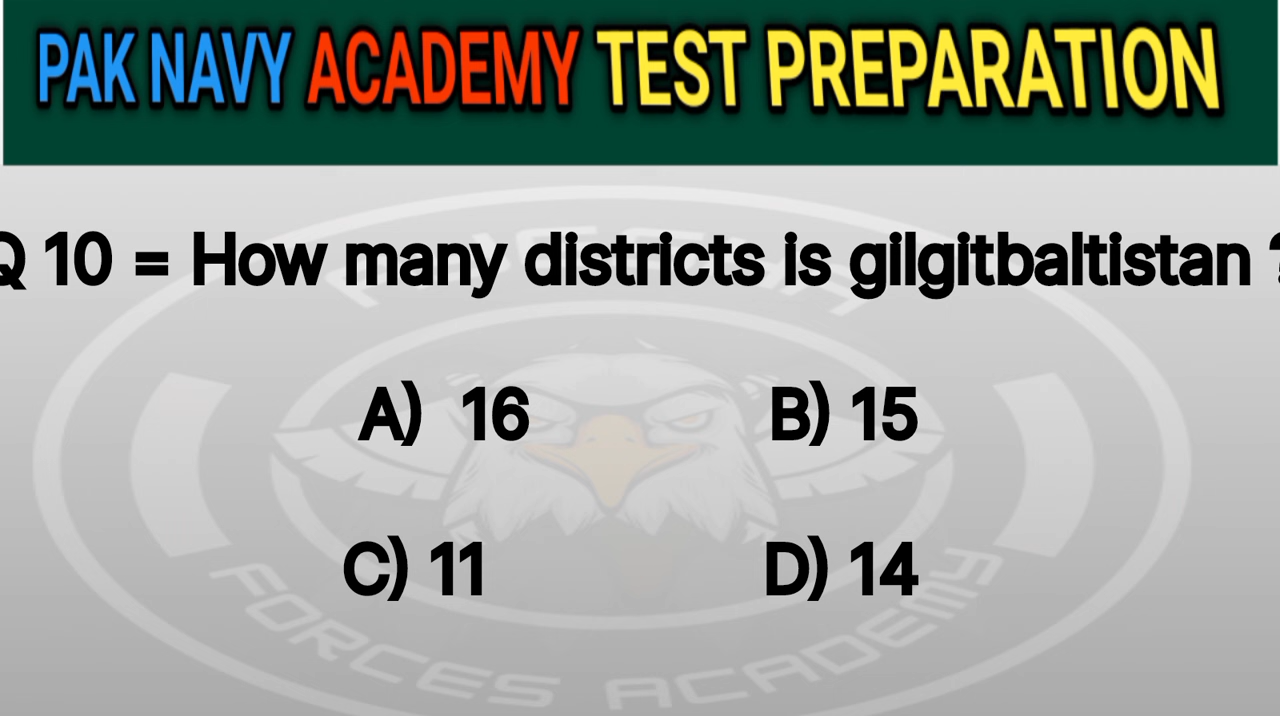 PAK NAVY ACADEMY TEST PREPARATION
Q 10 = How many districts is gilgitbaltistan ?
A) 16 B) 15
C) 11 D) 14
FORCES ACADEMY